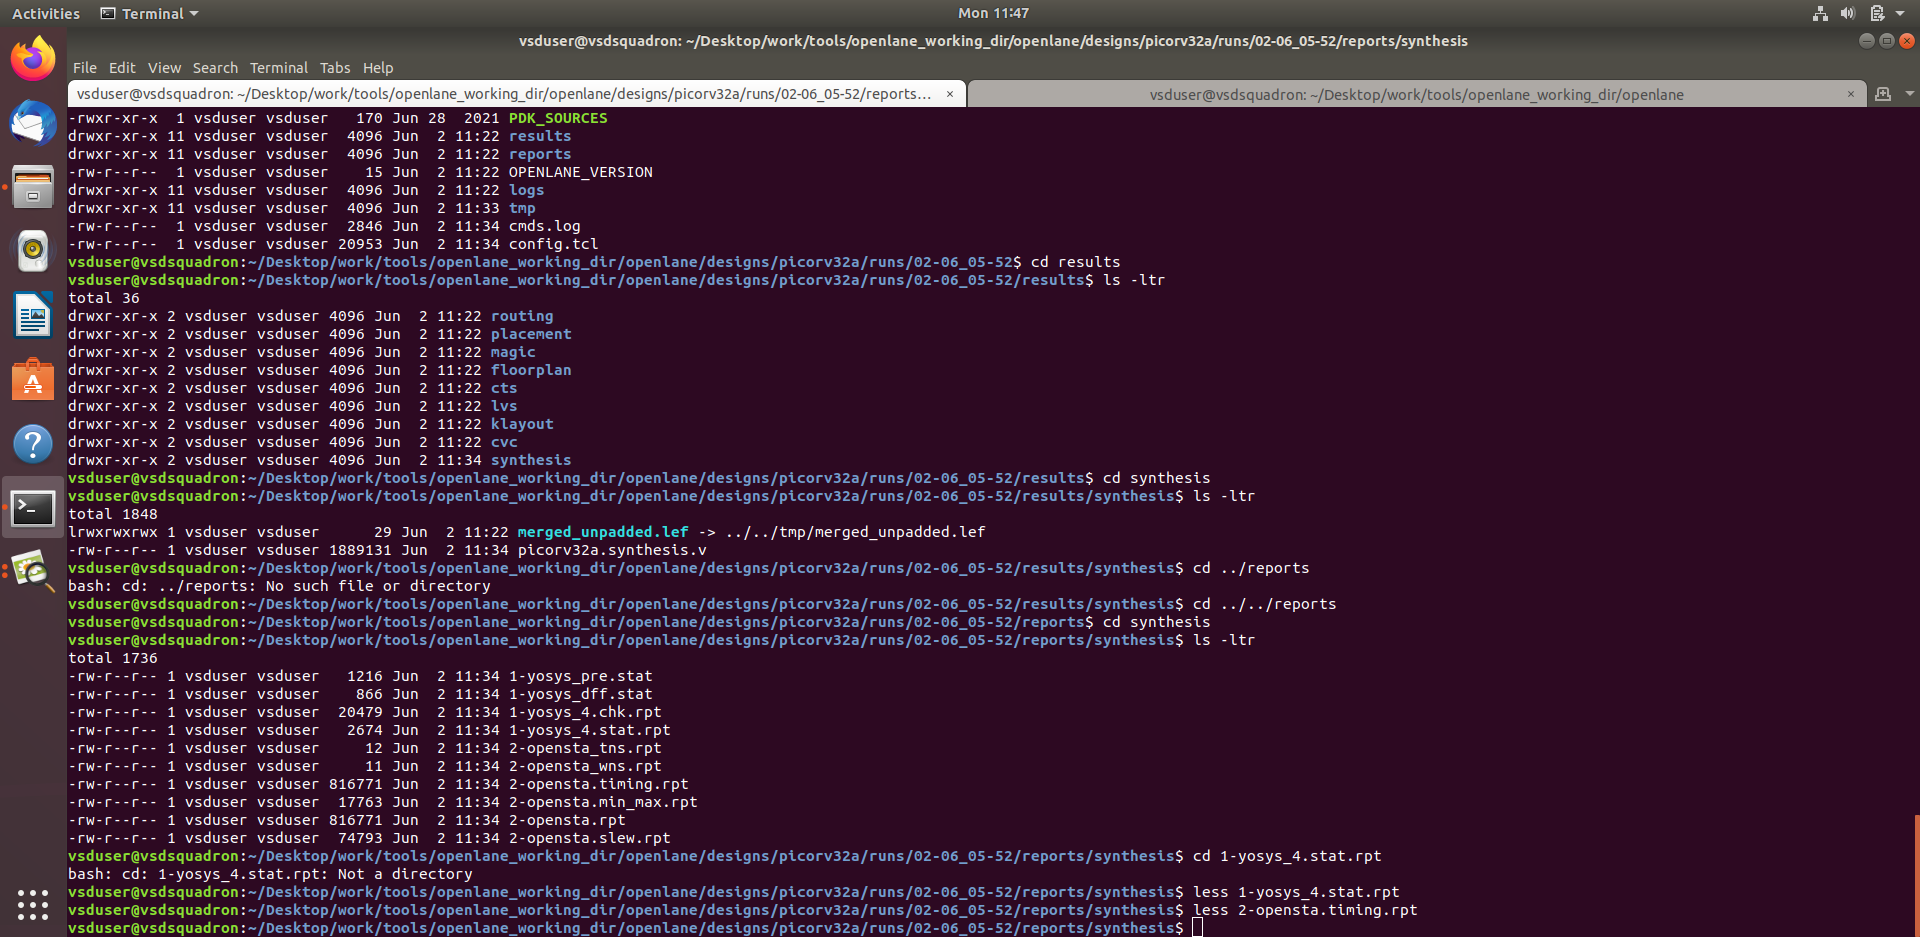 Activities Terminal Mon 11:47
vsduser@vsdsquadron: ~/Desktop/work/tools/openlane_working_dir/openlane/designs/picorv32a/runs/02-06_05-52/reports/synthesis
File Edit View Search Terminal Tabs Help
vsduser@vsdsquadron: ~/Desktop/work/tools/openlane_working_dir/openlane/designs/picorv32a/runs/02-06_05-52/reports... × vsduser@vsdsquadron: ~/Desktop/work/tools/openlane_working_dir/openlane ×
-rwxr-xr-x  1 vsduser vsduser   170 Jun 28  2021 PDK_SOURCES
drwxr-xr-x 11 vsduser vsduser  4096 Jun  2 11:22 results
drwxr-xr-x 11 vsduser vsduser  4096 Jun  2 11:22 reports
-rw-r--r--  1 vsduser vsduser    15 Jun  2 11:22 OPENLANE_VERSION
drwxr-xr-x 11 vsduser vsduser  4096 Jun  2 11:22 logs
drwxr-xr-x 11 vsduser vsduser  4096 Jun  2 11:33 tmp
-rw-r--r--  1 vsduser vsduser  2846 Jun  2 11:34 cmds.log
-rw-r--r--  1 vsduser vsduser 20953 Jun  2 11:34 config.tcl
vsduser@vsdsquadron:~/Desktop/work/tools/openlane_working_dir/openlane/designs/picorv32a/runs/02-06_05-52$ cd results
vsduser@vsdsquadron:~/Desktop/work/tools/openlane_working_dir/openlane/designs/picorv32a/runs/02-06_05-52/results$ ls -ltr
total 36
drwxr-xr-x 2 vsduser vsduser 4096 Jun  2 11:22 routing
drwxr-xr-x 2 vsduser vsduser 4096 Jun  2 11:22 placement
drwxr-xr-x 2 vsduser vsduser 4096 Jun  2 11:22 magic
drwxr-xr-x 2 vsduser vsduser 4096 Jun  2 11:22 floorplan
drwxr-xr-x 2 vsduser vsduser 4096 Jun  2 11:22 cts
drwxr-xr-x 2 vsduser vsduser 4096 Jun  2 11:22 lvs
drwxr-xr-x 2 vsduser vsduser 4096 Jun  2 11:22 klayout
drwxr-xr-x 2 vsduser vsduser 4096 Jun  2 11:22 cvc
drwxr-xr-x 2 vsduser vsduser 4096 Jun  2 11:34 synthesis
vsduser@vsdsquadron:~/Desktop/work/tools/openlane_working_dir/openlane/designs/picorv32a/runs/02-06_05-52/results$ cd synthesis
vsduser@vsdsquadron:~/Desktop/work/tools/openlane_working_dir/openlane/designs/picorv32a/runs/02-06_05-52/results/synthesis$ ls -ltr
total 1848
lrwxrwxrwx 1 vsduser vsduser      29 Jun  2 11:22 merged_unpadded.lef -> ../../tmp/merged_unpadded.lef
-rw-r--r-- 1 vsduser vsduser 1889131 Jun  2 11:34 picorv32a.synthesis.v
vsduser@vsdsquadron:~/Desktop/work/tools/openlane_working_dir/openlane/designs/picorv32a/runs/02-06_05-52/results/synthesis$ cd ../reports
bash: cd: ../reports: No such file or directory
vsduser@vsdsquadron:~/Desktop/work/tools/openlane_working_dir/openlane/designs/picorv32a/runs/02-06_05-52/results/synthesis$ cd ../../reports
vsduser@vsdsquadron:~/Desktop/work/tools/openlane_working_dir/openlane/designs/picorv32a/runs/02-06_05-52/reports$ cd synthesis
vsduser@vsdsquadron:~/Desktop/work/tools/openlane_working_dir/openlane/designs/picorv32a/runs/02-06_05-52/reports/synthesis$ ls -ltr
total 1736
-rw-r--r-- 1 vsduser vsduser   1216 Jun  2 11:34 1-yosys_pre.stat
-rw-r--r-- 1 vsduser vsduser    866 Jun  2 11:34 1-yosys_dff.stat
-rw-r--r-- 1 vsduser vsduser  20479 Jun  2 11:34 1-yosys_4.chk.rpt
-rw-r--r-- 1 vsduser vsduser   2674 Jun  2 11:34 1-yosys_4.stat.rpt
-rw-r--r-- 1 vsduser vsduser     12 Jun  2 11:34 2-opensta_tns.rpt
-rw-r--r-- 1 vsduser vsduser     11 Jun  2 11:34 2-opensta_wns.rpt
-rw-r--r-- 1 vsduser vsduser 816771 Jun  2 11:34 2-opensta.timing.rpt
-rw-r--r-- 1 vsduser vsduser  17763 Jun  2 11:34 2-opensta.min_max.rpt
-rw-r--r-- 1 vsduser vsduser 816771 Jun  2 11:34 2-opensta.rpt
-rw-r--r-- 1 vsduser vsduser  74793 Jun  2 11:34 2-opensta.slew.rpt
vsduser@vsdsquadron:~/Desktop/work/tools/openlane_working_dir/openlane/designs/picorv32a/runs/02-06_05-52/reports/synthesis$ cd 1-yosys_4.stat.rpt
bash: cd: 1-yosys_4.stat.rpt: Not a directory
vsduser@vsdsquadron:~/Desktop/work/tools/openlane_working_dir/openlane/designs/picorv32a/runs/02-06_05-52/reports/synthesis$ less 1-yosys_4.stat.rpt
vsduser@vsdsquadron:~/Desktop/work/tools/openlane_working_dir/openlane/designs/picorv32a/runs/02-06_05-52/reports/synthesis$ less 2-opensta.timing.rpt
vsduser@vsdsquadron:~/Desktop/work/tools/openlane_working_dir/openlane/designs/picorv32a/runs/02-06_05-52/reports/synthesis$